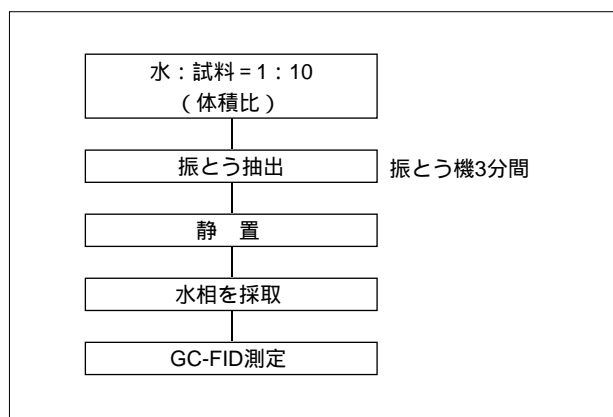 水：試料＝1：10
（体積比）
振とう抽出
振とう機3分間
静　置
水相を採取
GC-FID測定